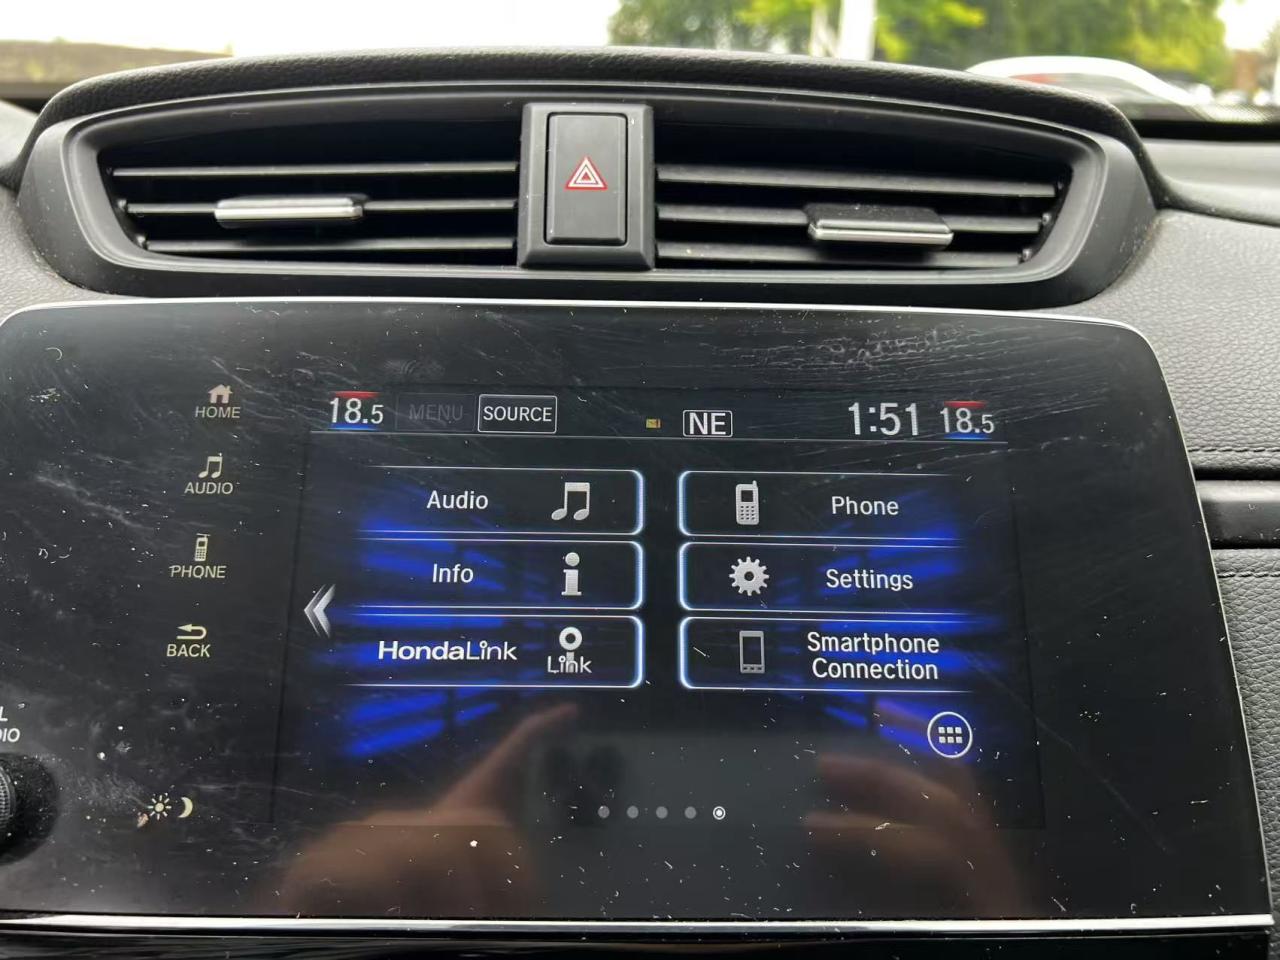 HOME
18.5 MENU SOURCE NE 1:51 18.5
AUDIO
Audio
Phone
PHONE
Info
Settings
BACK
HondaLink Link
Smartphone
Connection